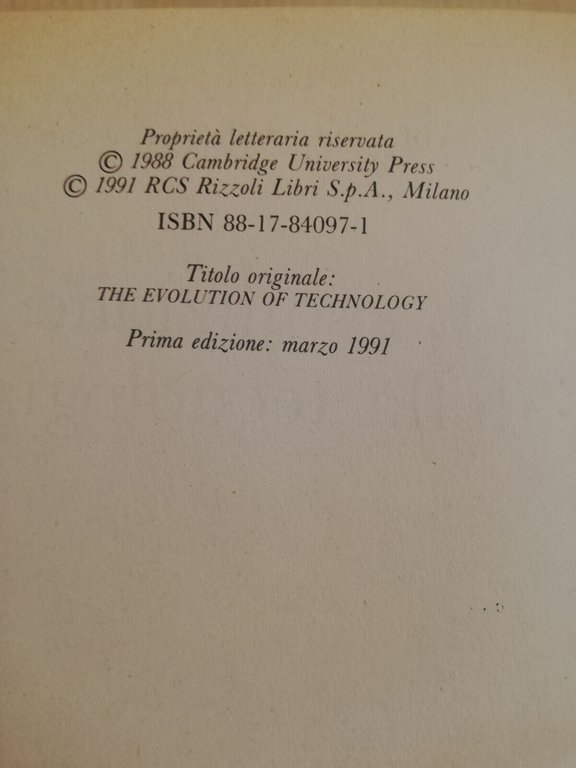 Proprietà letteraria riservata
© 1988 Cambridge University Press
© 1991 RCS Rizzoli Libri S.p.A., Milano
ISBN 88-17-84097-1
Titolo originale:
THE EVOLUTION OF TECHNOLOGY
Prima edizione: marzo 1991